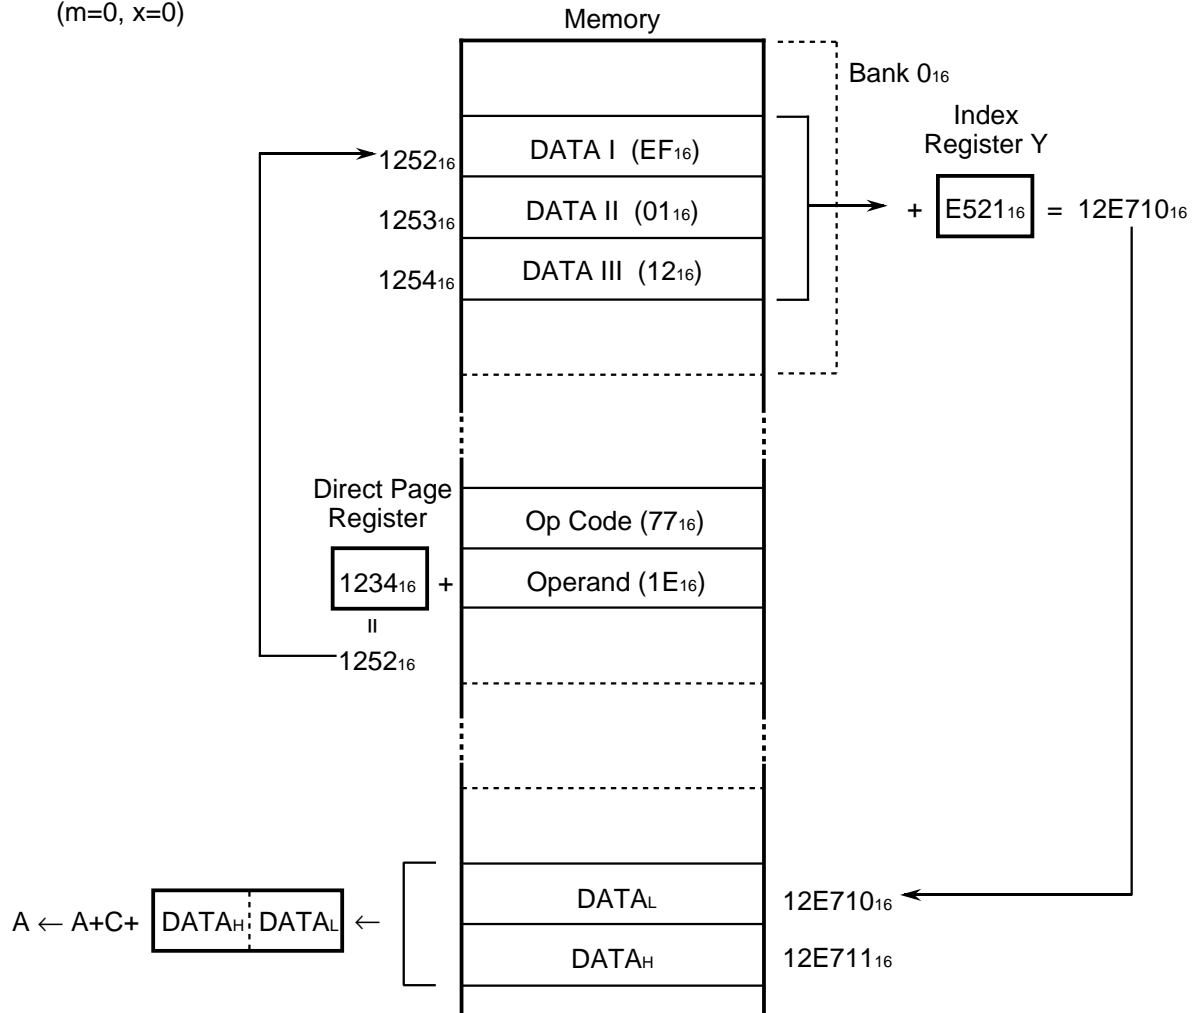 (m=0, x=0)
Memory
Bank 0₁₆
Index
Register Y
1252₁₆
DATA I (EF₁₆)
1253₁₆
DATA II (01₁₆)
+ E521₁₆ = 12E710₁₆
1254₁₆
DATA III (12₁₆)
Direct Page
Register
Op Code (77₁₆)
1234₁₆ +
Operand (1E₁₆)
=
1252₁₆
DATAL
12E710₁₆
A ← A+C+ DATAH DATAL ←
DATAH
12E711₁₆